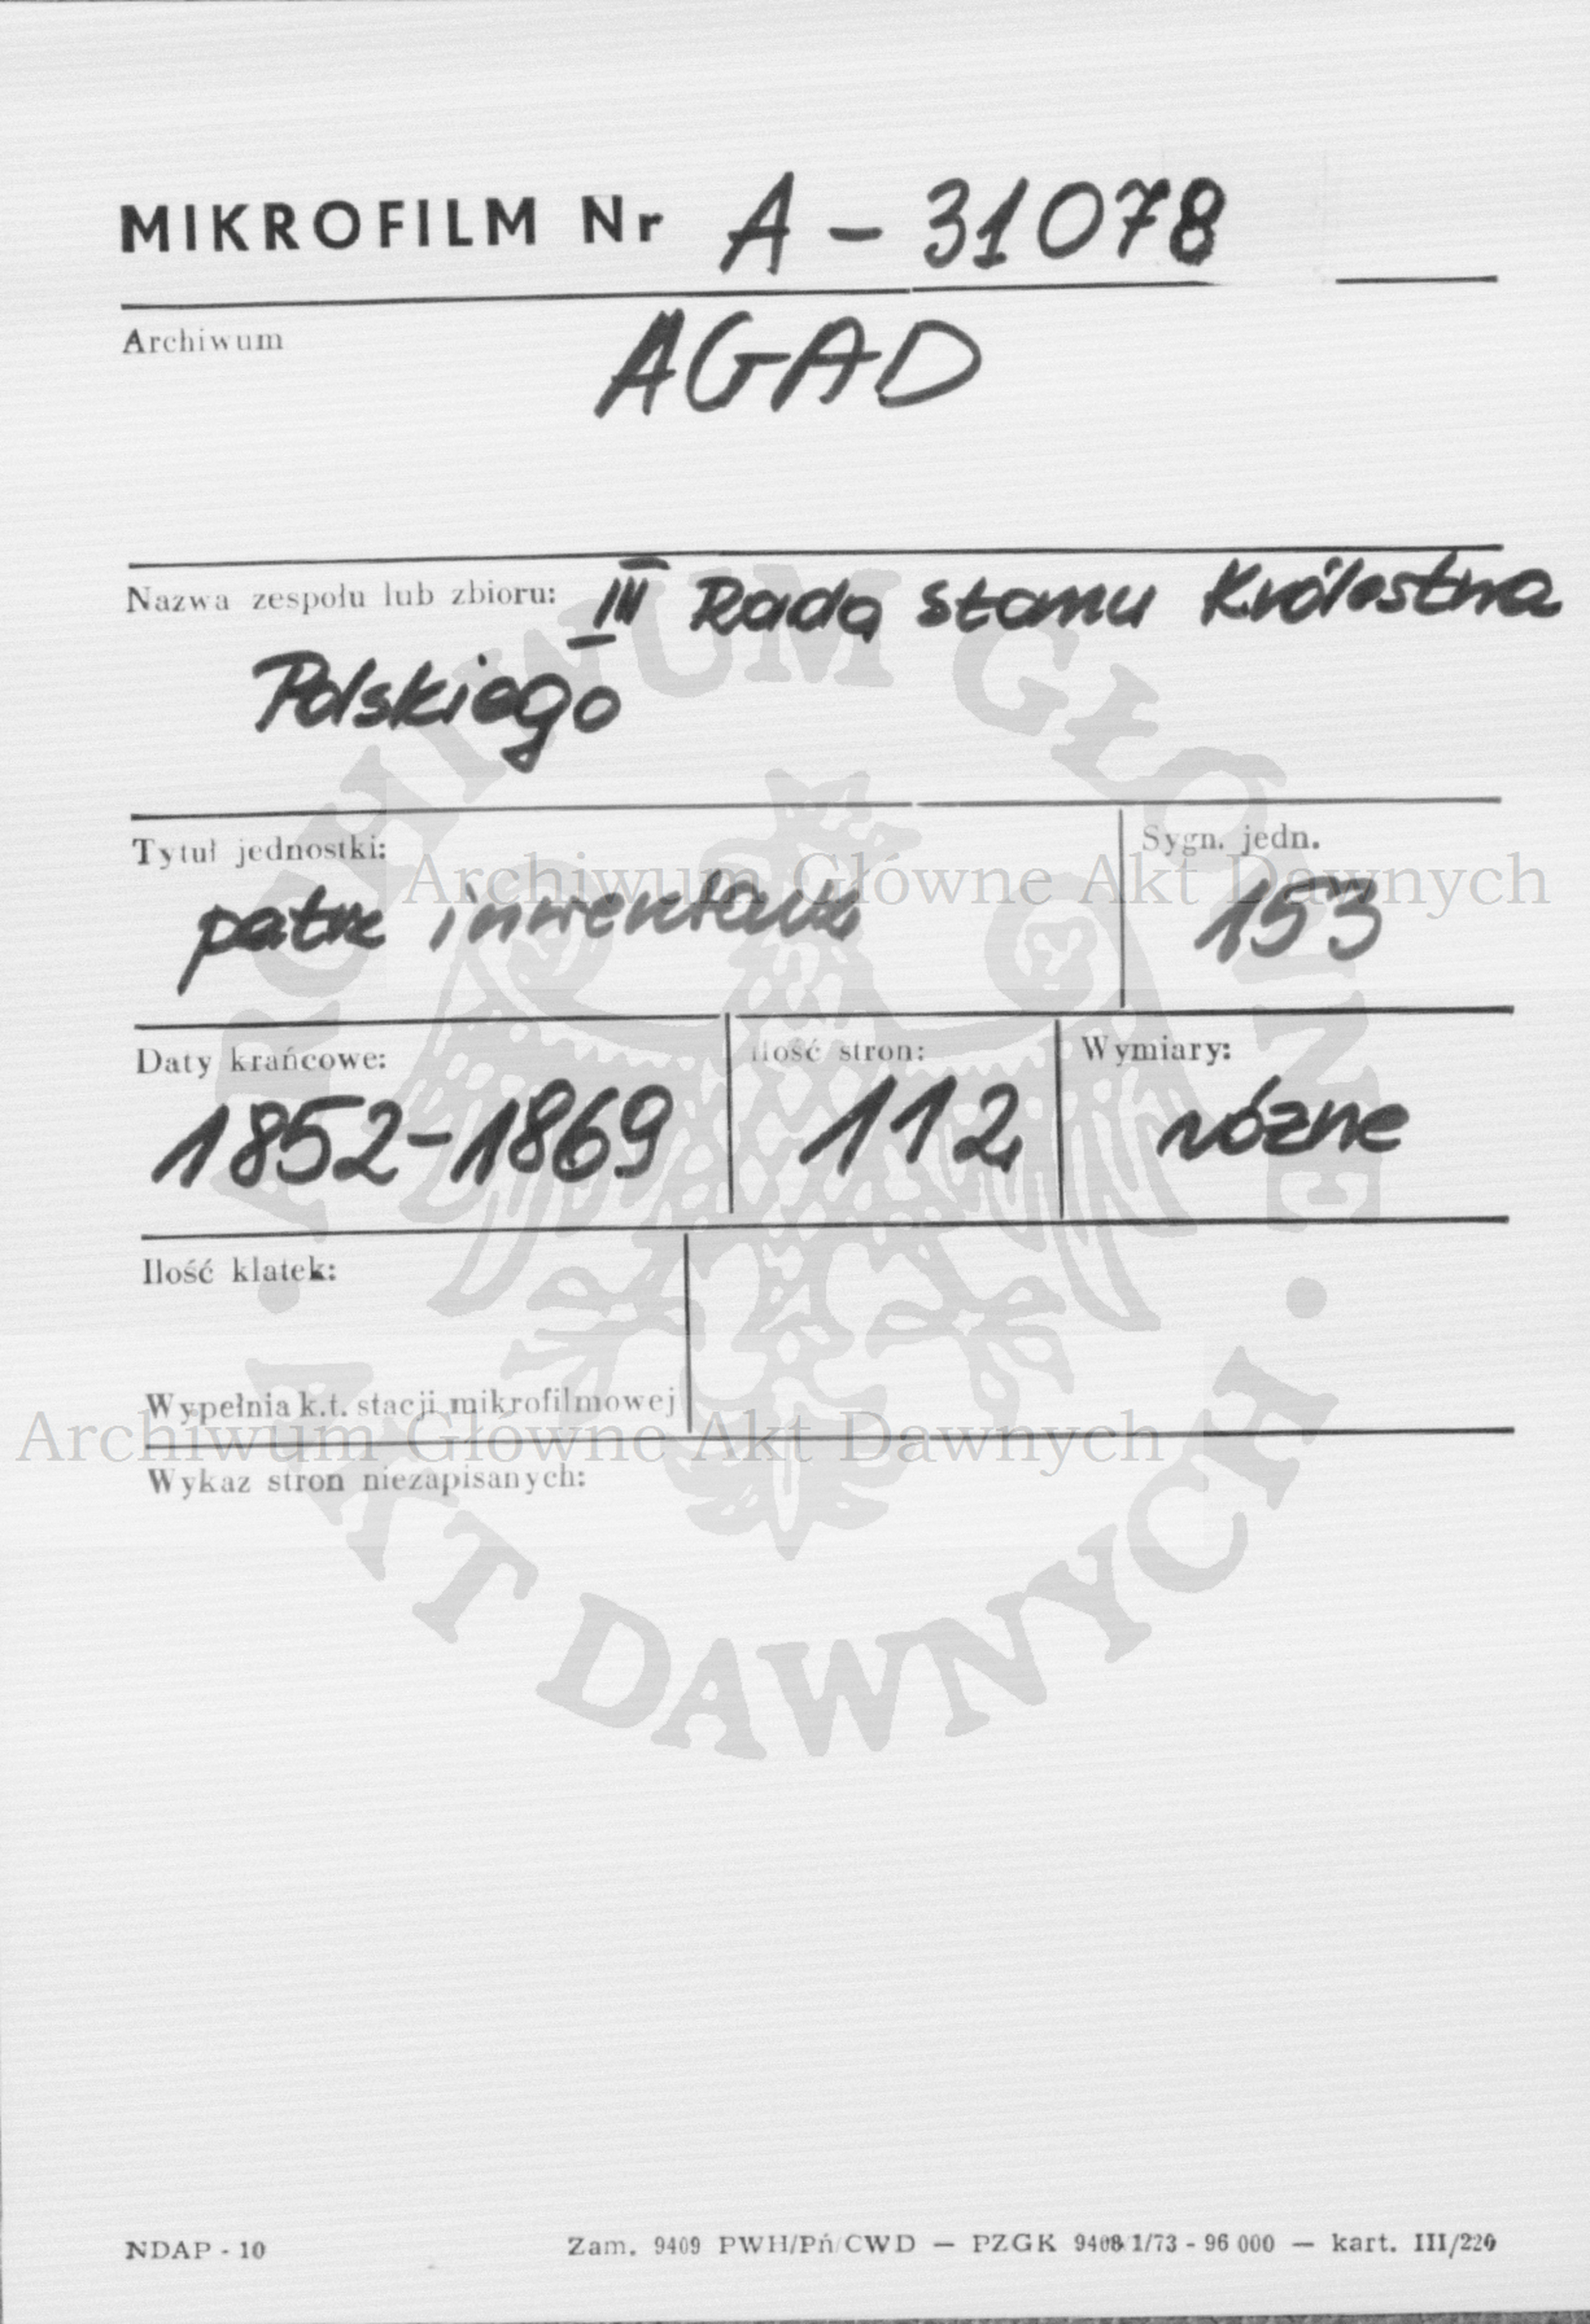 MIKROFILM Nr A - 31078
Archiwum
AGAD
Nazwa zespołu lub zbioru: III Rada Stanu Królestwa
Polskiego
Tytuł jednostki:
Sygn. jedn.
Archiwum Główne Akt Dawnych
patrz inwentarz
153
Daty krańcowe:
Ilość stron:
Wymiary:
1852-1869
112
różne
Ilość klatek:
Wypełnia k.t. stacji mikrofilmowej
Archiwum Główne Akt Dawnych
Wykaz stron niezapisanych:
ARCHIWUM GŁÓWNE
· AKT DAWNYCH ·
NDAP - 10
Zam. 9409 PWH/Pń/CWD — PZGK 9408/1/73 - 96 000 — kart. III/220